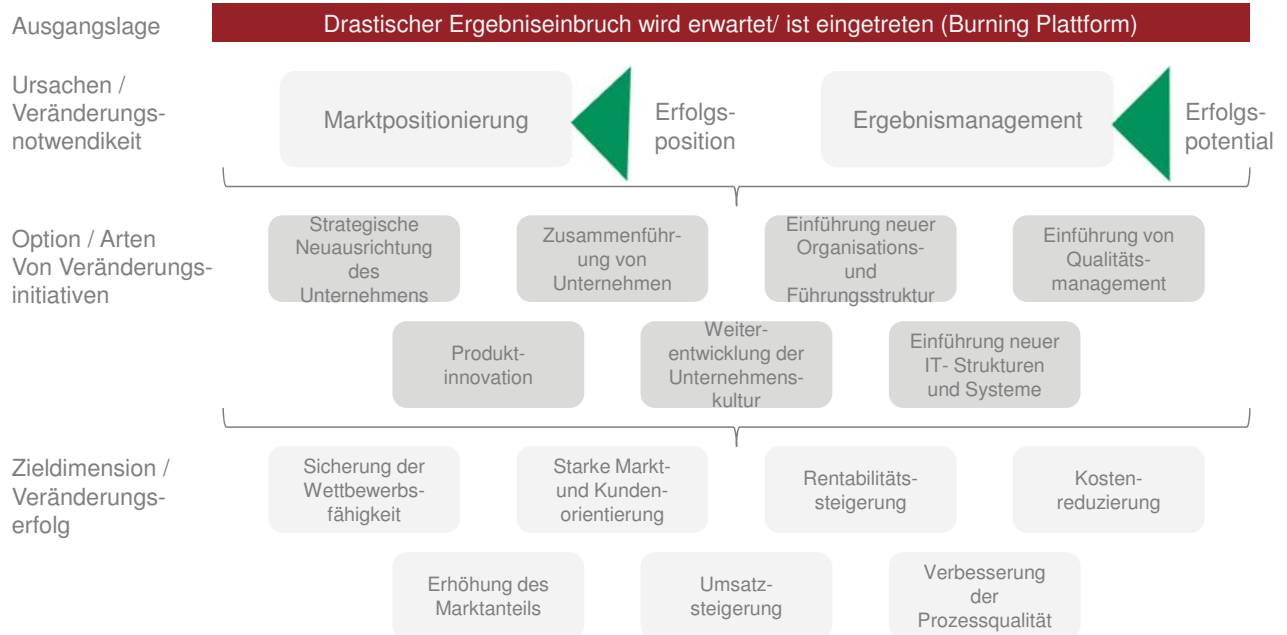 Ausgangslage
Drastischer Ergebniseinbruch wird erwartet/ ist eingetreten (Burning Plattform)
Ursachen /
Veränderungs-
notwendikeit
Marktpositionierung
Erfolgs-
position
Ergebnismanagement
Erfolgs-
potential
Option / Arten
Von Veränderungs-
initiativen
Strategische
Neuausrichtung
des
Unternehmens
Zusammenführ-
rung von
Unternehmen
Einführung neuer
Organisations-
und
Führungsstruktur
Einführung von
Qualitäts-
management
Produkt-
innovation
Weiter-
entwicklung der
Unternehmens-
kultur
Einführung neuer
IT- Strukturen
und Systeme
Zieldimension /
Veränderungs-
erfolg
Sicherung der
Wettbewerbs-
fähigkeit
Starke Markt-
und Kunden-
orientierung
Rentabilitäts-
steigerung
Kosten-
reduzierung
Erhöhung des
Marktanteils
Umsatz-
steigerung
Verbesserung
der
Prozessqualität